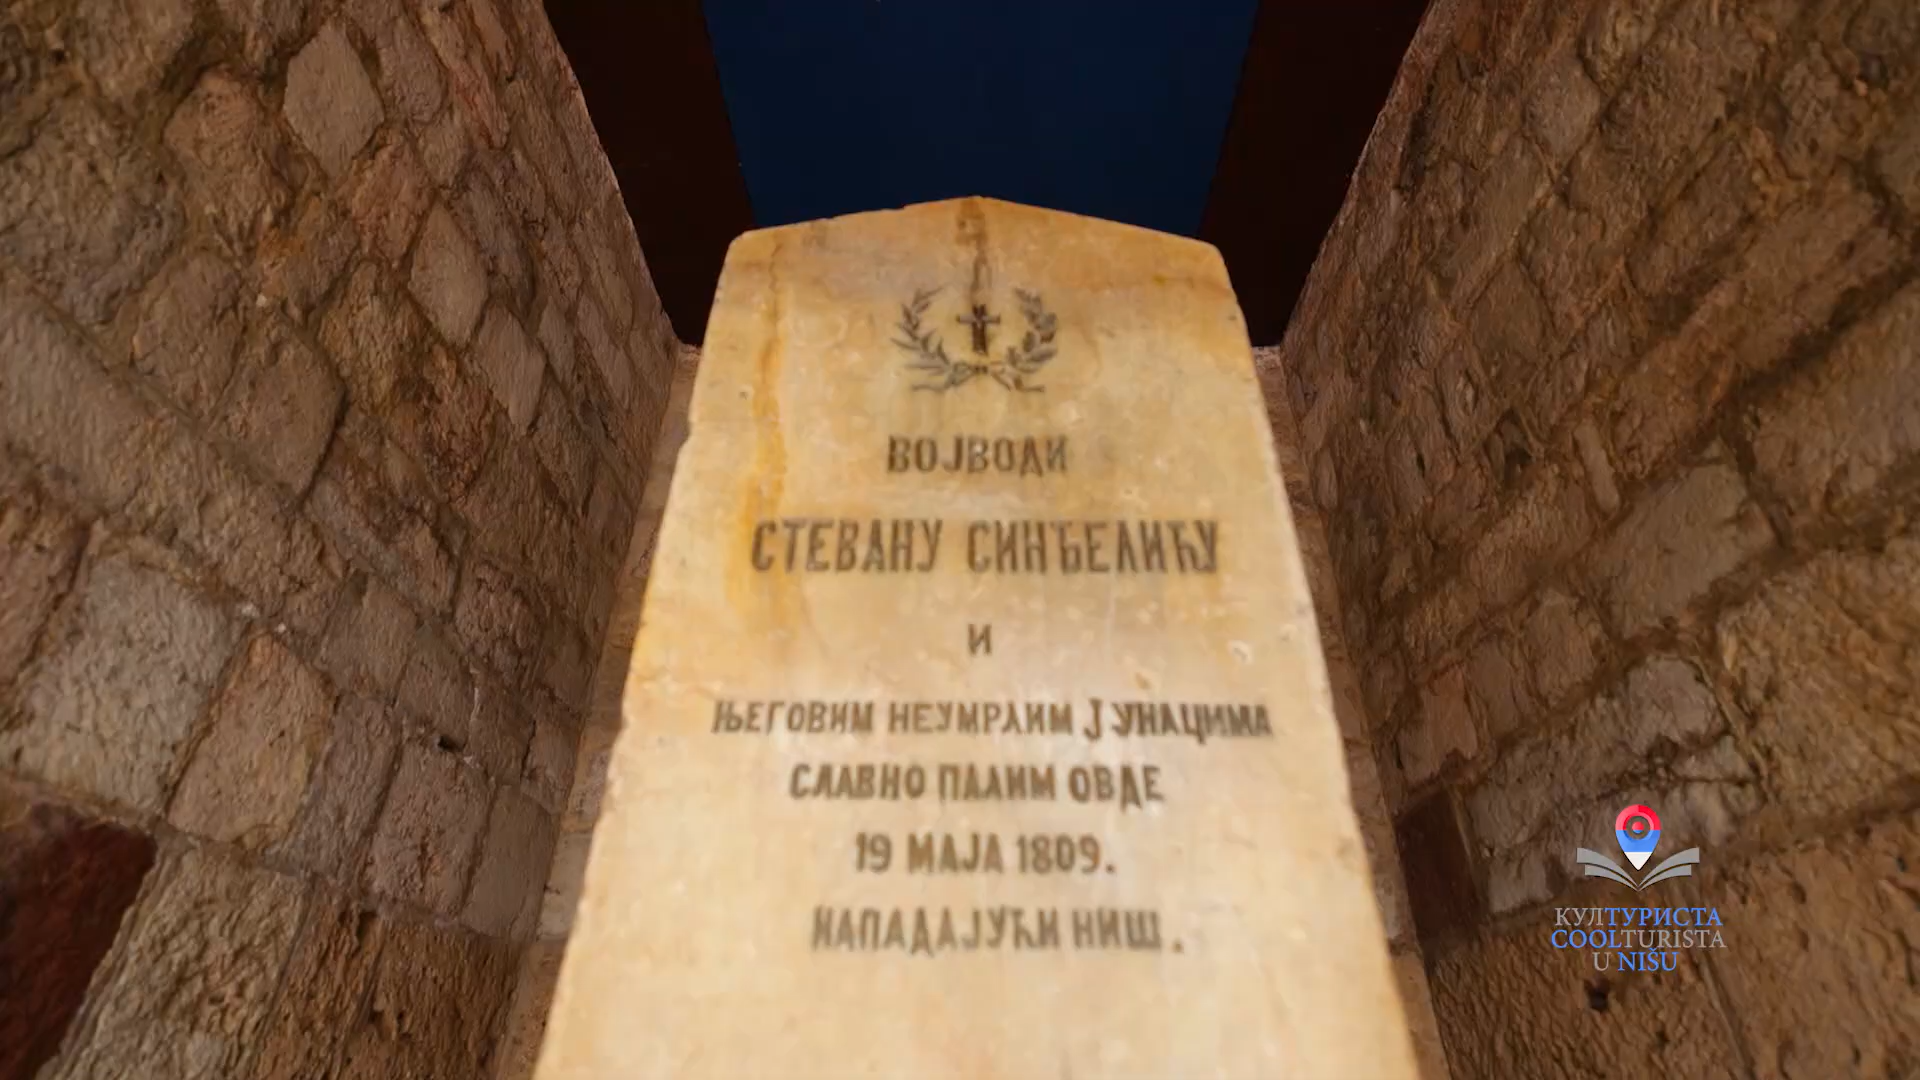 ВОЈВОДИ
СТЕВАНУ СИНЂЕЛИЋУ
И
ЊЕГОВИМ НЕУМРЛИМ ЈУНАЦИМА
СЛАВНО ПАЛИМ ОВДЕ
19 МАЈА 1809.
НАПАДАЈУЋИ НИШ.
КУЛТУРИСТА
COOLTURISTA
U NIŠU